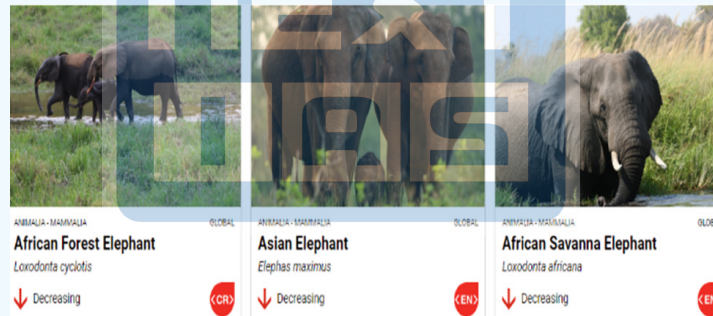 ANIMALIA - MAMMALIA GLOBAL
African Forest Elephant
Loxodonta cyclotis
Decreasing
<CR>
ANIMALIA - MAMMALIA GLOBAL
Asian Elephant
Elephas maximus
Decreasing
<EN>
ANIMALIA - MAMMALIA
African Savanna Elephant
Loxodonta africana
Decreasing